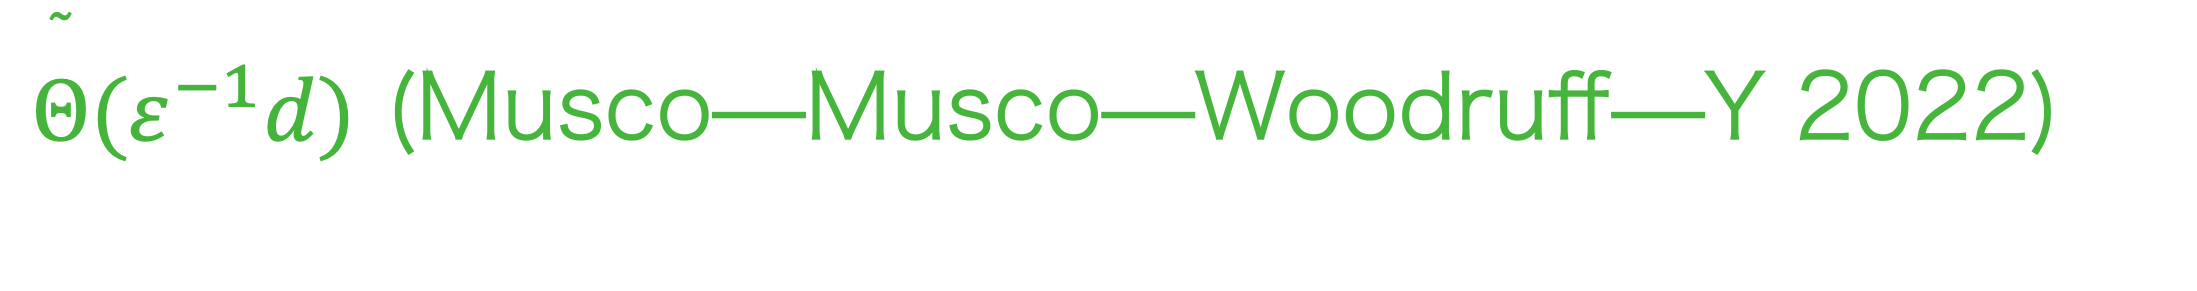 Θ̃(ε⁻¹d) (Musco—Musco—Woodruff—Y 2022)